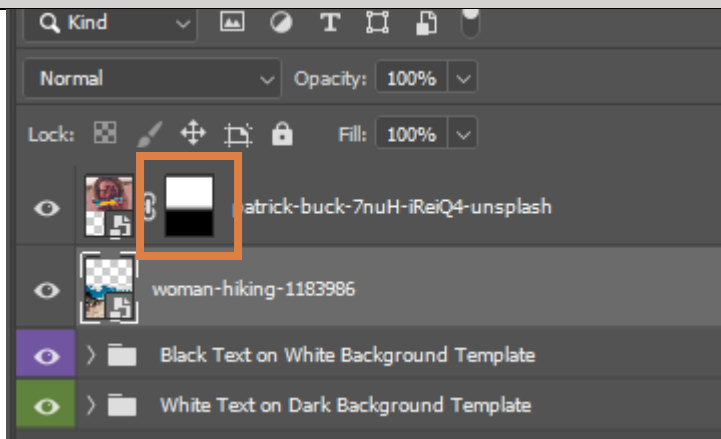 Kind
Normal Opacity: 100%
Lock: Fill: 100%
patrick-buck-7nuH-iReiQ4-unsplash
woman-hiking-1183986
Black Text on White Background Template
White Text on Dark Background Template